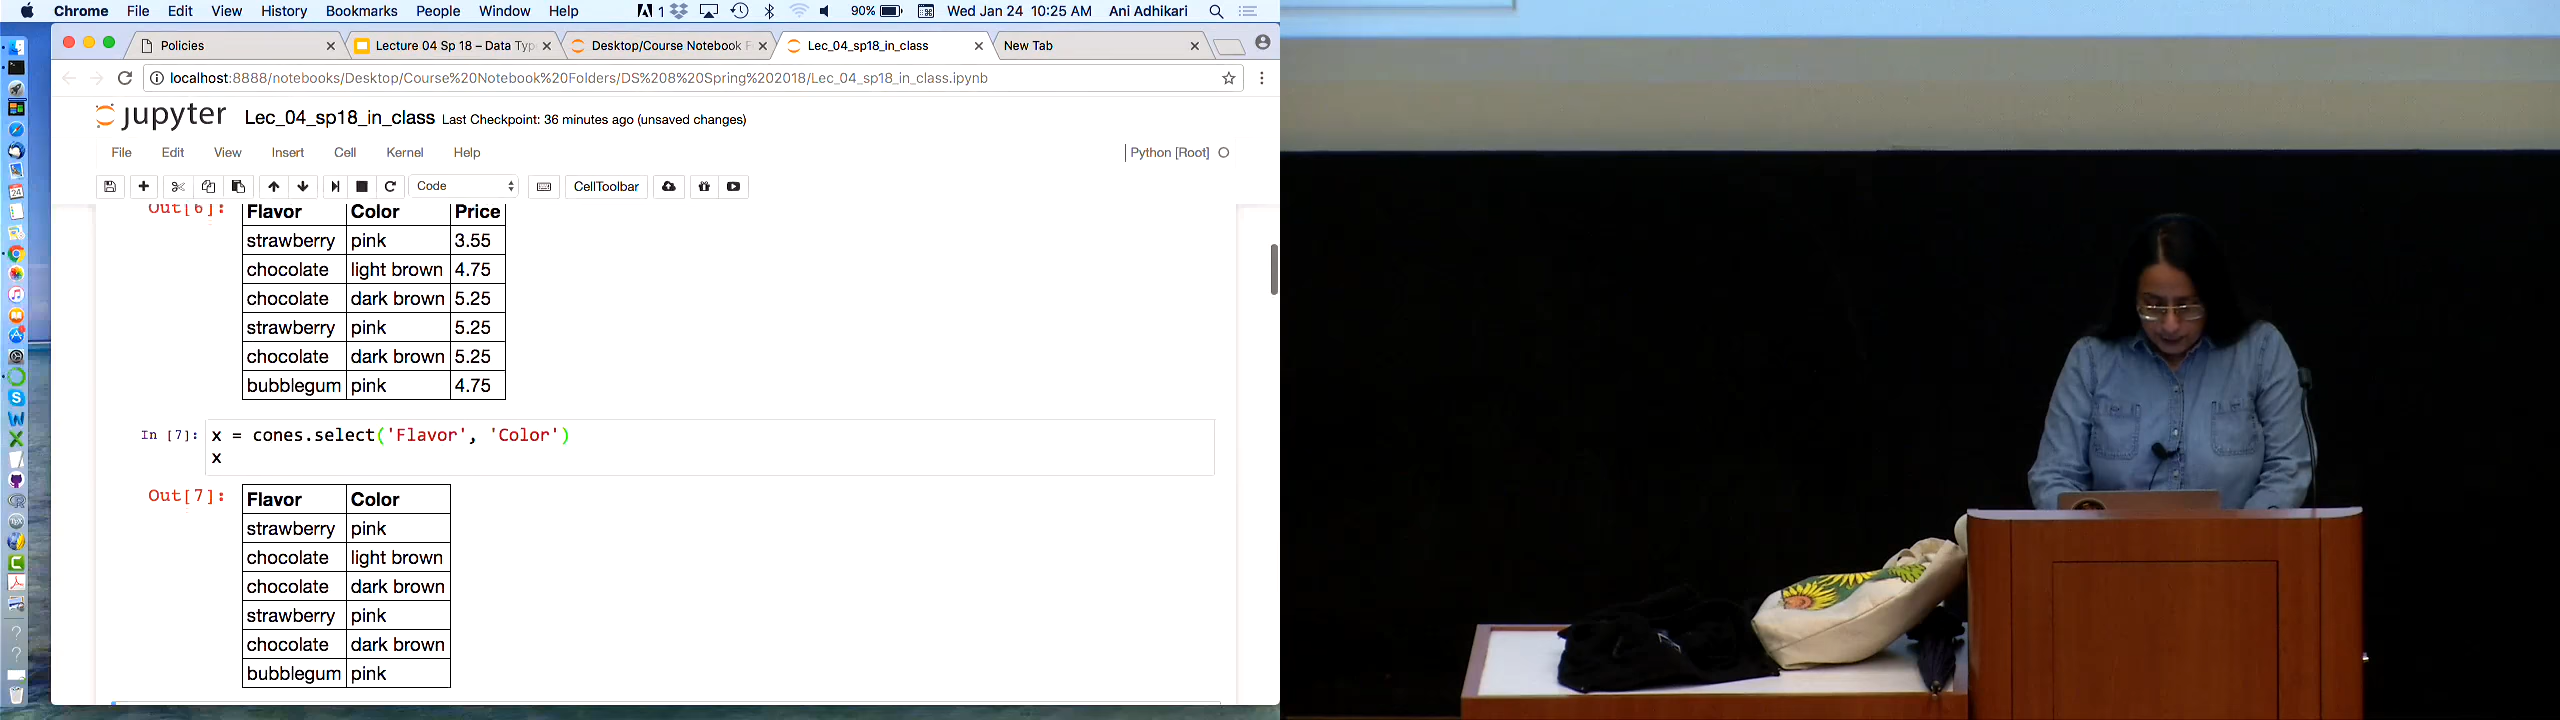 Chrome File Edit View History Bookmarks People Window Help 1 90% Wed Jan 24 10:25 AM Ani Adhikari
Policies Lecture 04 Sp 18 – Data Typ Desktop/Course Notebook F Lec_04_sp18_in_class New Tab
localhost:8888/notebooks/Desktop/Course%20Notebook%20Folders/DS%208%20Spring%202018/Lec_04_sp18_in_class.ipynb
jupyter Lec_04_sp18_in_class Last Checkpoint: 36 minutes ago (unsaved changes)
File Edit View Insert Cell Kernel Help Python [Root]
Code CellToolbar
Out[6]: Flavor Color Price
strawberry pink 3.55
chocolate light brown 4.75
chocolate dark brown 5.25
strawberry pink 5.25
chocolate dark brown 5.25
bubblegum pink 4.75
In [7]: x = cones.select('Flavor', 'Color')
x
Out[7]: Flavor Color
strawberry pink
chocolate light brown
chocolate dark brown
strawberry pink
chocolate dark brown
bubblegum pink